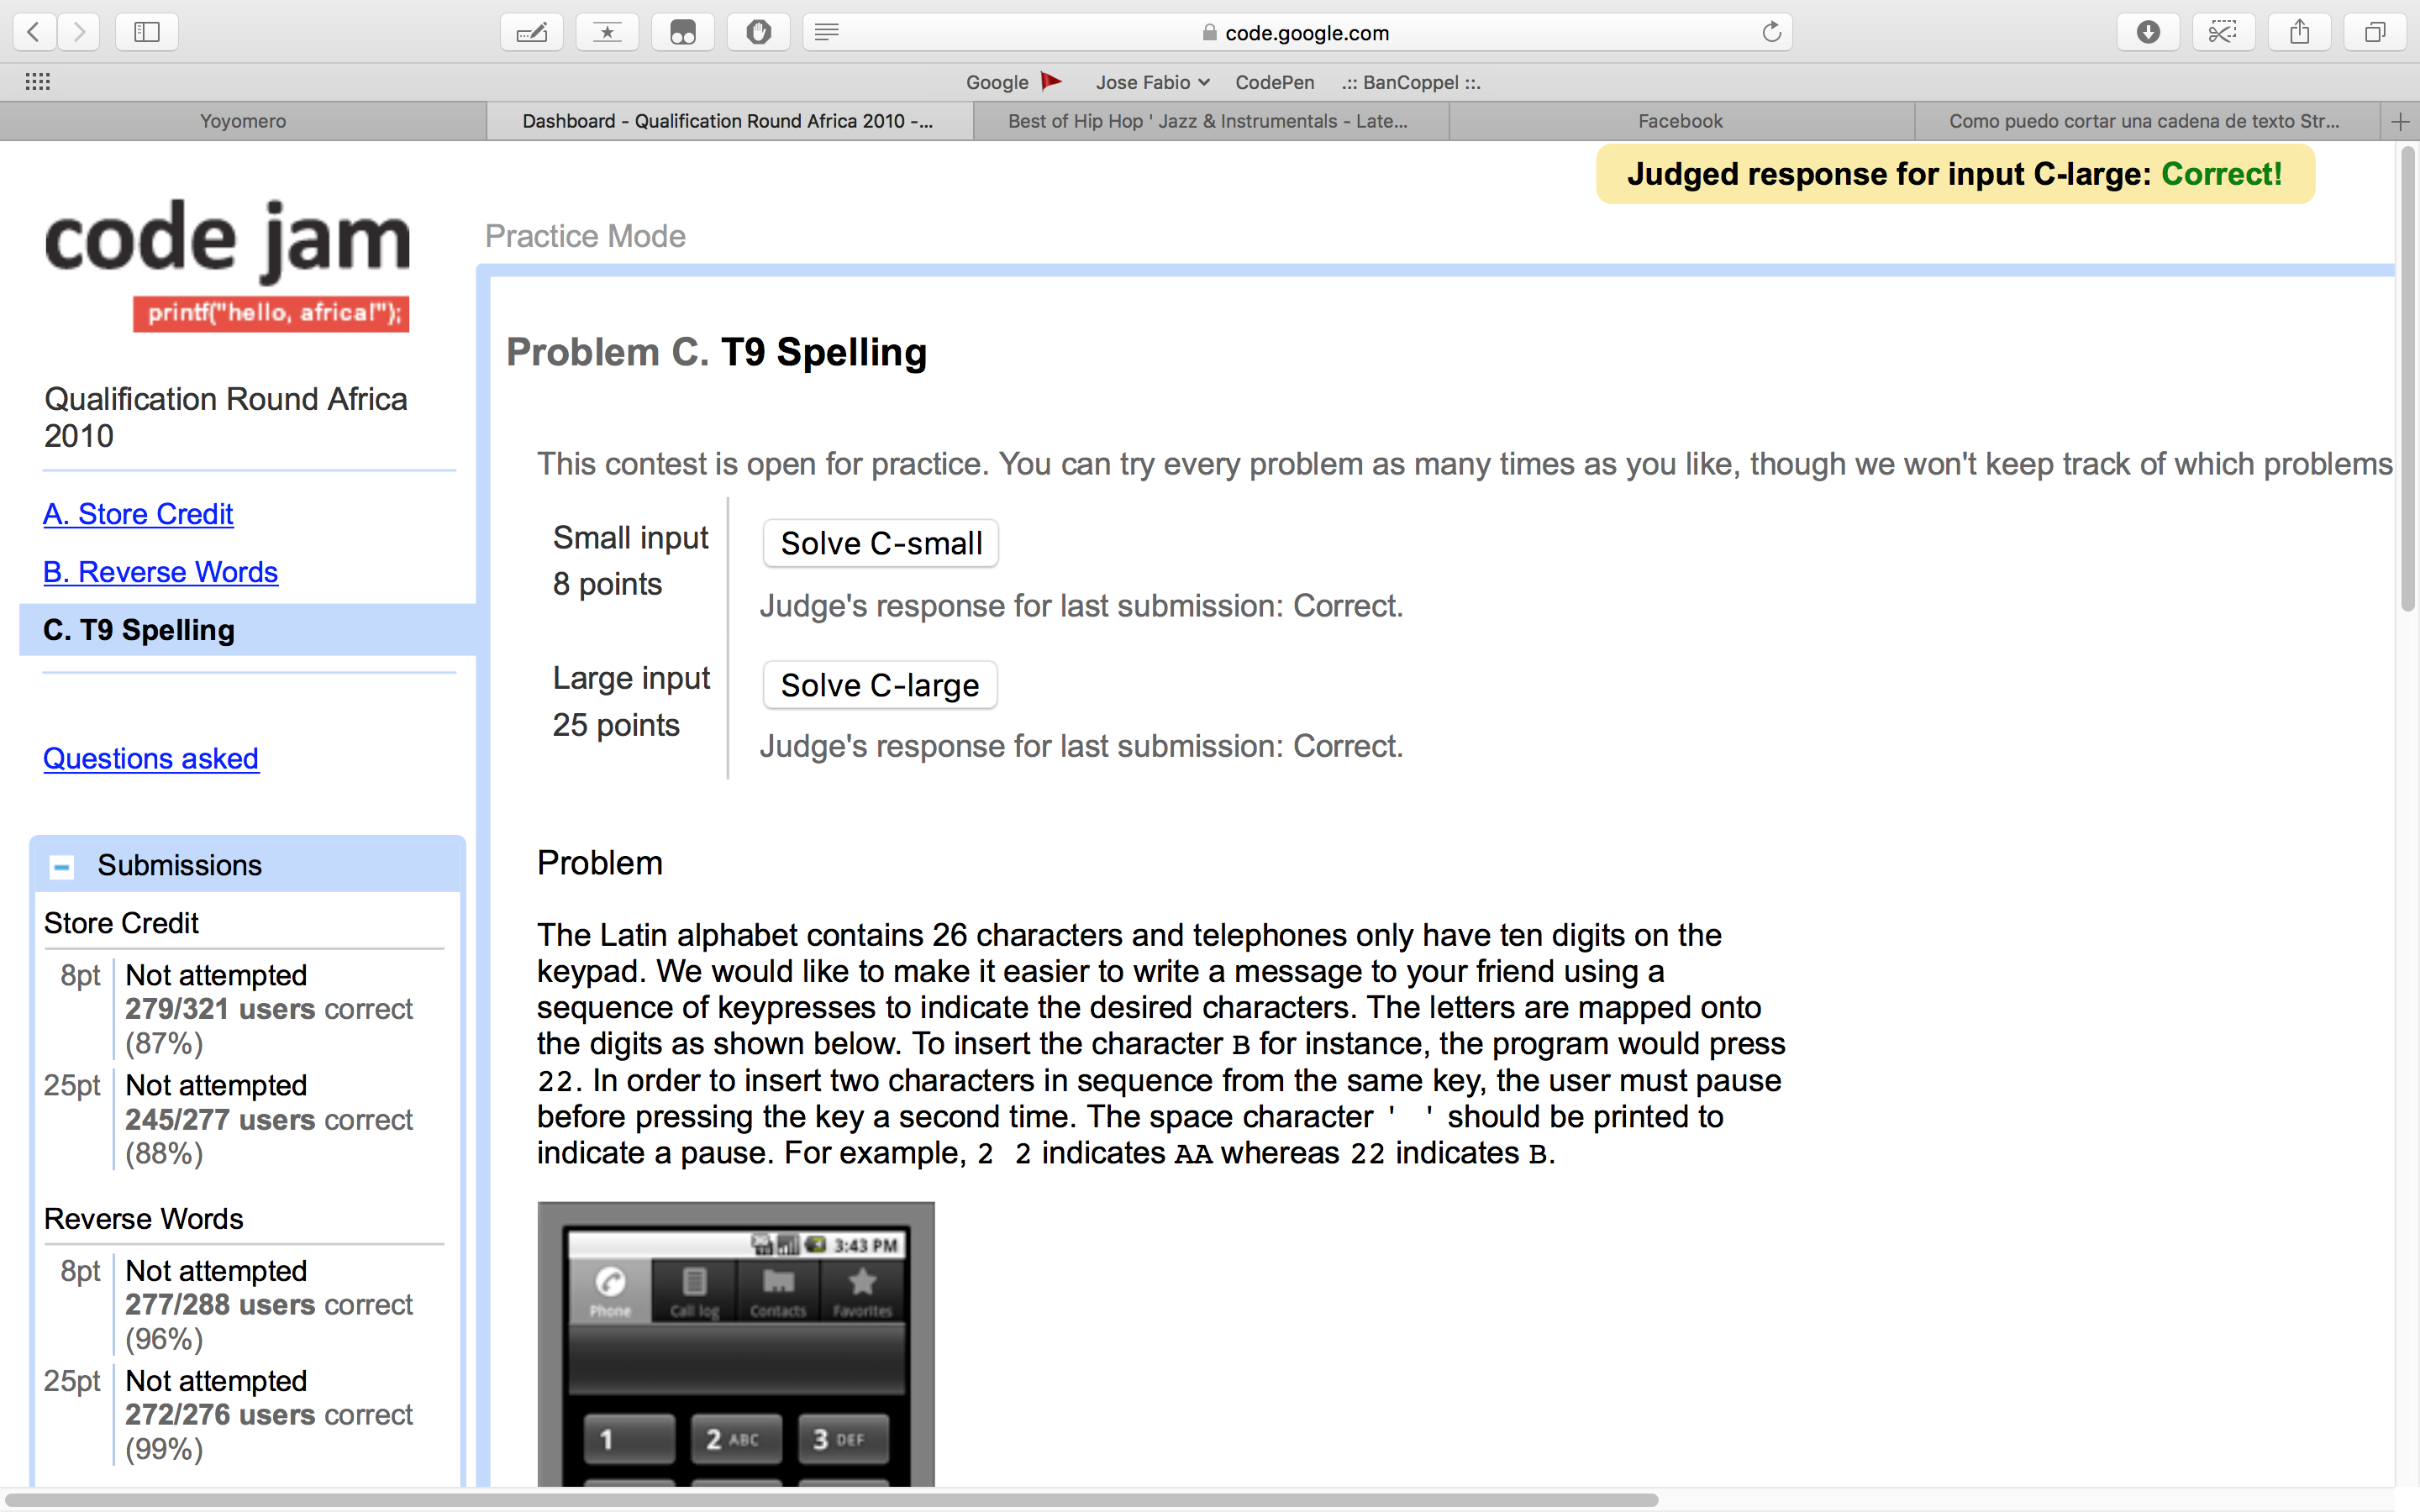 code.google.com
Google
Jose Fabio
CodePen
.:: BanCoppel ::.
Yoyomero
Dashboard - Qualification Round Africa 2010 -...
Best of Hip Hop ' Jazz & Instrumentals - Late...
Facebook
Como puedo cortar una cadena de texto Str...
Judged response for input C-large: Correct!
code jam
printf("hello, africa!");
Practice Mode
Qualification Round Africa
2010
A. Store Credit
B. Reverse Words
C. T9 Spelling
Questions asked
Submissions
Store Credit
8pt Not attempted
279/321 users correct
(87%)
25pt Not attempted
245/277 users correct
(88%)
Reverse Words
8pt Not attempted
277/288 users correct
(96%)
25pt Not attempted
272/276 users correct
(99%)
Problem C. T9 Spelling
This contest is open for practice. You can try every problem as many times as you like, though we won't keep track of which problems
Small input
8 points
Solve C-small
Judge's response for last submission: Correct.
Large input
25 points
Solve C-large
Judge's response for last submission: Correct.
Problem
The Latin alphabet contains 26 characters and telephones only have ten digits on the
keypad. We would like to make it easier to write a message to your friend using a
sequence of keypresses to indicate the desired characters. The letters are mapped onto
the digits as shown below. To insert the character B for instance, the program would press
22. In order to insert two characters in sequence from the same key, the user must pause
before pressing the key a second time. The space character ' ' should be printed to
indicate a pause. For example, 2 2 indicates AA whereas 22 indicates B.
3:43 PM
Phone
Call log
Contacts
Favorites
1
2 ABC
3 DEF